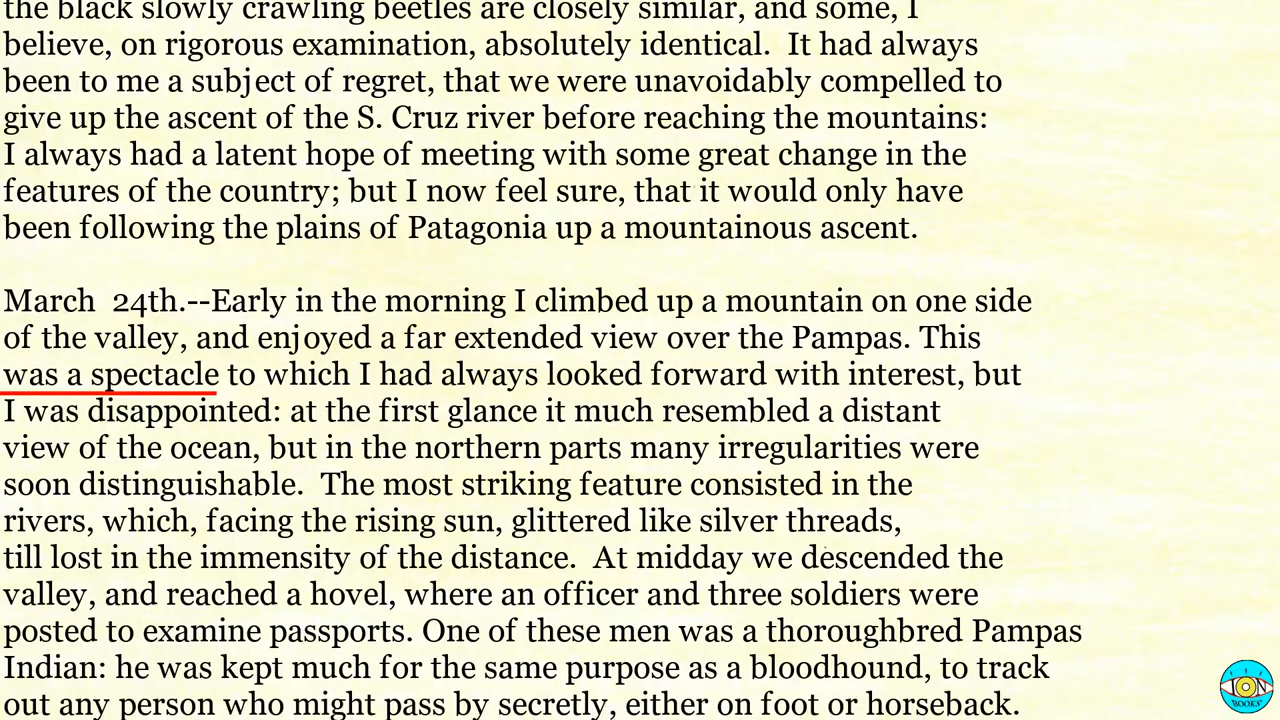 the black slowly crawling beetles are closely similar, and some, I
believe, on rigorous examination, absolutely identical.  It had always
been to me a subject of regret, that we were unavoidably compelled to
give up the ascent of the S. Cruz river before reaching the mountains:
I always had a latent hope of meeting with some great change in the
features of the country; but I now feel sure, that it would only have
been following the plains of Patagonia up a mountainous ascent.
March  24th.--Early in the morning I climbed up a mountain on one side
of the valley, and enjoyed a far extended view over the Pampas. This
was a spectacle to which I had always looked forward with interest, but
I was disappointed: at the first glance it much resembled a distant
view of the ocean, but in the northern parts many irregularities were
soon distinguishable.  The most striking feature consisted in the
rivers, which, facing the rising sun, glittered like silver threads,
till lost in the immensity of the distance.  At midday we descended the
valley, and reached a hovel, where an officer and three soldiers were
posted to examine passports. One of these men was a thoroughbred Pampas
Indian: he was kept much for the same purpose as a bloodhound, to track
out any person who might pass by secretly, either on foot or horseback.
ION
BOOKS